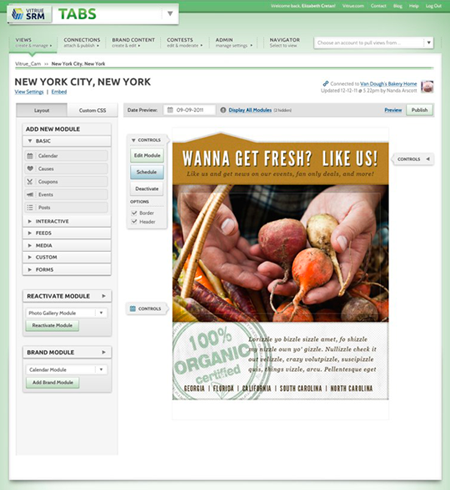 VITRUE
SRM
TABS
Welcome back, Elizabeth Greten! Vitrue.com Contact Blog Help Log Out
VIEWS
create & manage
CONNECTIONS
attach & publish
BRAND CONTENT
create & edit
CONTESTS
edit & moderate
ADMIN
manage settings
NAVIGATOR
Select to view
Choose an account to pull views from...
Vitrue_Cam >> New York City, New York
NEW YORK CITY, NEW YORK
View Settings | Embed
Connected to Van Dough's Bakery Home
Updated 12-12-11 @ 5.22pm by Nanda
Layout
Custom CSS
Date Preview: 09-09-2011 Display All Modules (2 hidden)
Preview
Publish
ADD NEW MODULE
BASIC
Calendar
Causes
Coupons
Events
Posts
INTERACTIVE
FEEDS
MEDIA
CUSTOM
FORMS
REACTIVATE MODULE
Photo Gallery Module
Reactivate Module
BRAND MODULE
Calendar Module
Add Brand Module
CONTROLS
Edit Module
Schedule
Deactivate
OPTIONS
Border
Header
CONTROLS
CONTROLS
WANNA GET FRESH? LIKE US!
Like us and get news on our events, fan only deals, and more!
100%
ORGANIC
certified
Lorizzle yo bizzle sizzle amet, fo shizzle
my nizzle own yo' gizzle. Nullizzle check it
out velizzle, crazy volutpizzle, suscipizzle
quis, things vizzle, arcu. Pellentesque eget
GEORGIA | FLORIDA | CALIFORNIA | SOUTH CAROLINA | NORTH CAROLINA